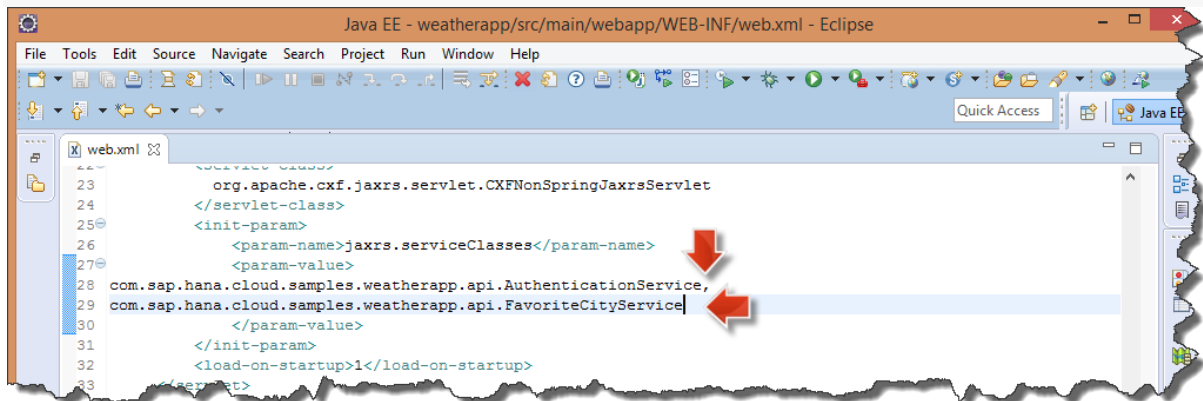 Java EE - weatherapp/src/main/webapp/WEB-INF/web.xml - Eclipse
File Tools Edit Source Navigate Search Project Run Window Help
Quick Access
Java EE
web.xml
22 <servlet-class>
23 org.apache.cxf.jaxrs.servlet.CXFNonSpringJaxrsServlet
24 </servlet-class>
25 <init-param>
26 <param-name>jaxrs.serviceClasses</param-name>
27 <param-value>
28 com.sap.hana.cloud.samples.weatherapp.api.AuthenticationService,
29 com.sap.hana.cloud.samples.weatherapp.api.FavoriteCityService
30 </param-value>
31 </init-param>
32 <load-on-startup>1</load-on-startup>
33 </servlet>